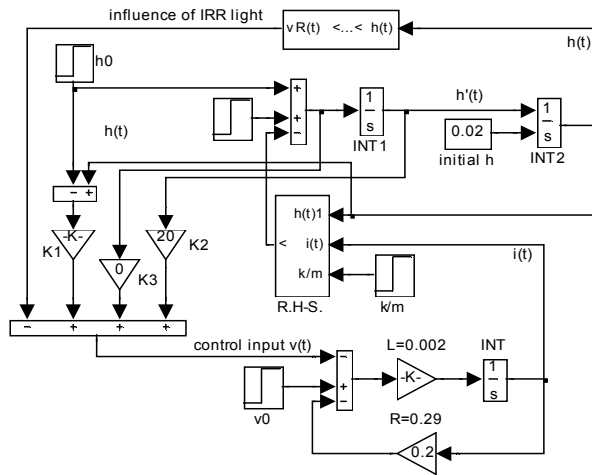 influence of IRR light
v R(t) <...< h(t)
h(t)
h0
+
+
−
1
s
INT1
h'(t)
0.02
initial h
1
s
INT2
h(t)
− +
-K-
K1
0
K3
20
K2
h(t)1
<
i(t)
k/m
R.H-S.
k/m
i(t)
− + + +
control input v(t)
−
+
−
v0
L=0.002
-K-
INT
1
s
R=0.29
0.2